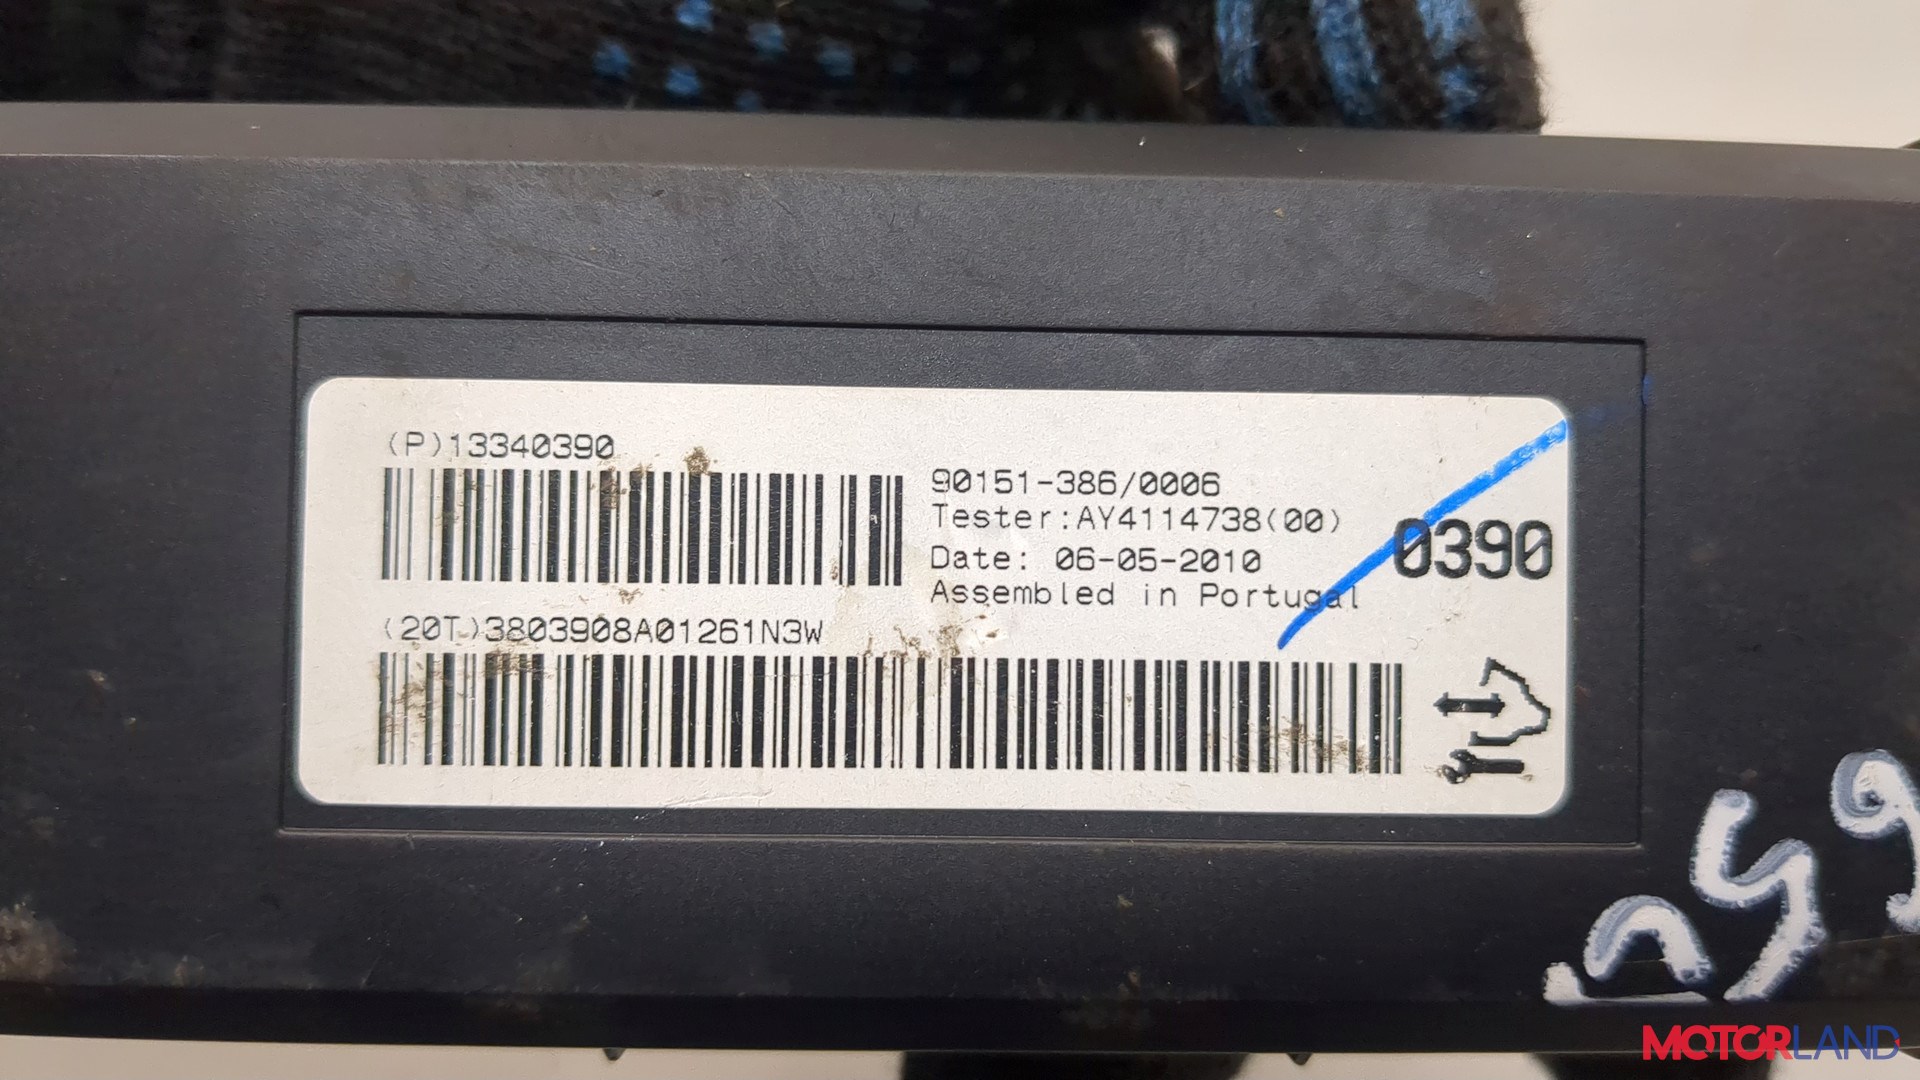 (P)13340390
90151-386/0006
Tester:AY4114738(00)
Date: 06-05-2010
Assembled in Portugal
0390
(20T)3803908A01261N3W
MOTORLAND